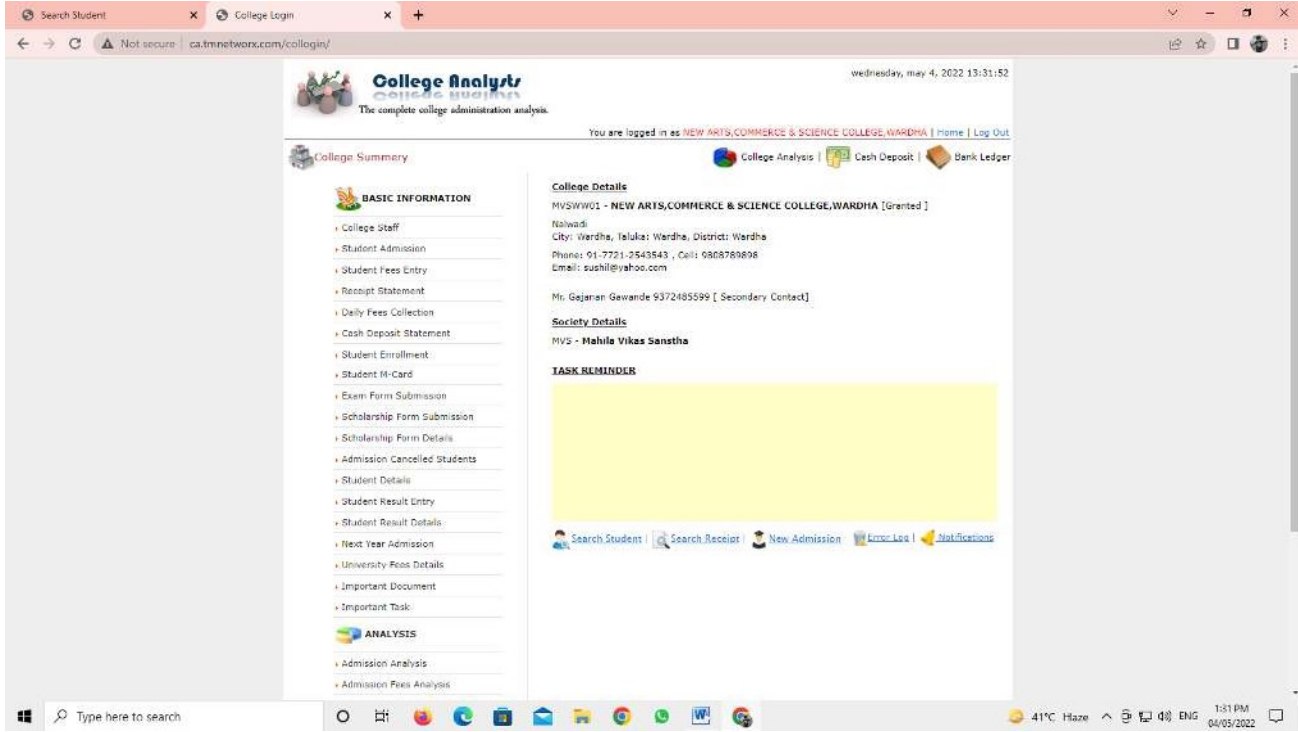 Search Student
College Login
Not secure
ca.tmnetworx.com/collogin/
College Analysts
The complete college administration analysis.
wednesday, may 4, 2022 13:31:52
You are logged in as NEW ARTS,COMMERCE & SCIENCE COLLEGE,WARDHA | Home | Log Out
College Summery
College Analysis | Cash Deposit | Bank Ledger
BASIC INFORMATION
College Staff
Student Admission
Student Fees Entry
Receipt Statement
Daily Fees Collection
Cash Deposit Statement
Student Enrollment
Student M-Card
Exam Form Submission
Scholarship Form Submission
Scholarship Form Details
Admission Cancelled Students
Student Details
Student Result Entry
Student Result Details
Next Year Admission
University Fees Details
Important Document
Important Task
ANALYSIS
Admission Analysis
Admission Fees Analysis
College Details
MVSWW01 - NEW ARTS,COMMERCE & SCIENCE COLLEGE,WARDHA [Granted ]
Nalwadi
City: Wardha, Taluka: Wardha, District: Wardha
Phone: 91-7721-2543543 , Cell: 9808789898
Email: sushil@yahoo.com
Mr. Gajanan Gawande 9372485599 [ Secondary Contact]
Society Details
MVS - Mahila Vikas Sanstha
TASK REMINDER
Search Student | Search Receipt | New Admission Error Log | Notifications
Type here to search
41°C Haze
ENG
1:31 PM
04/05/2022